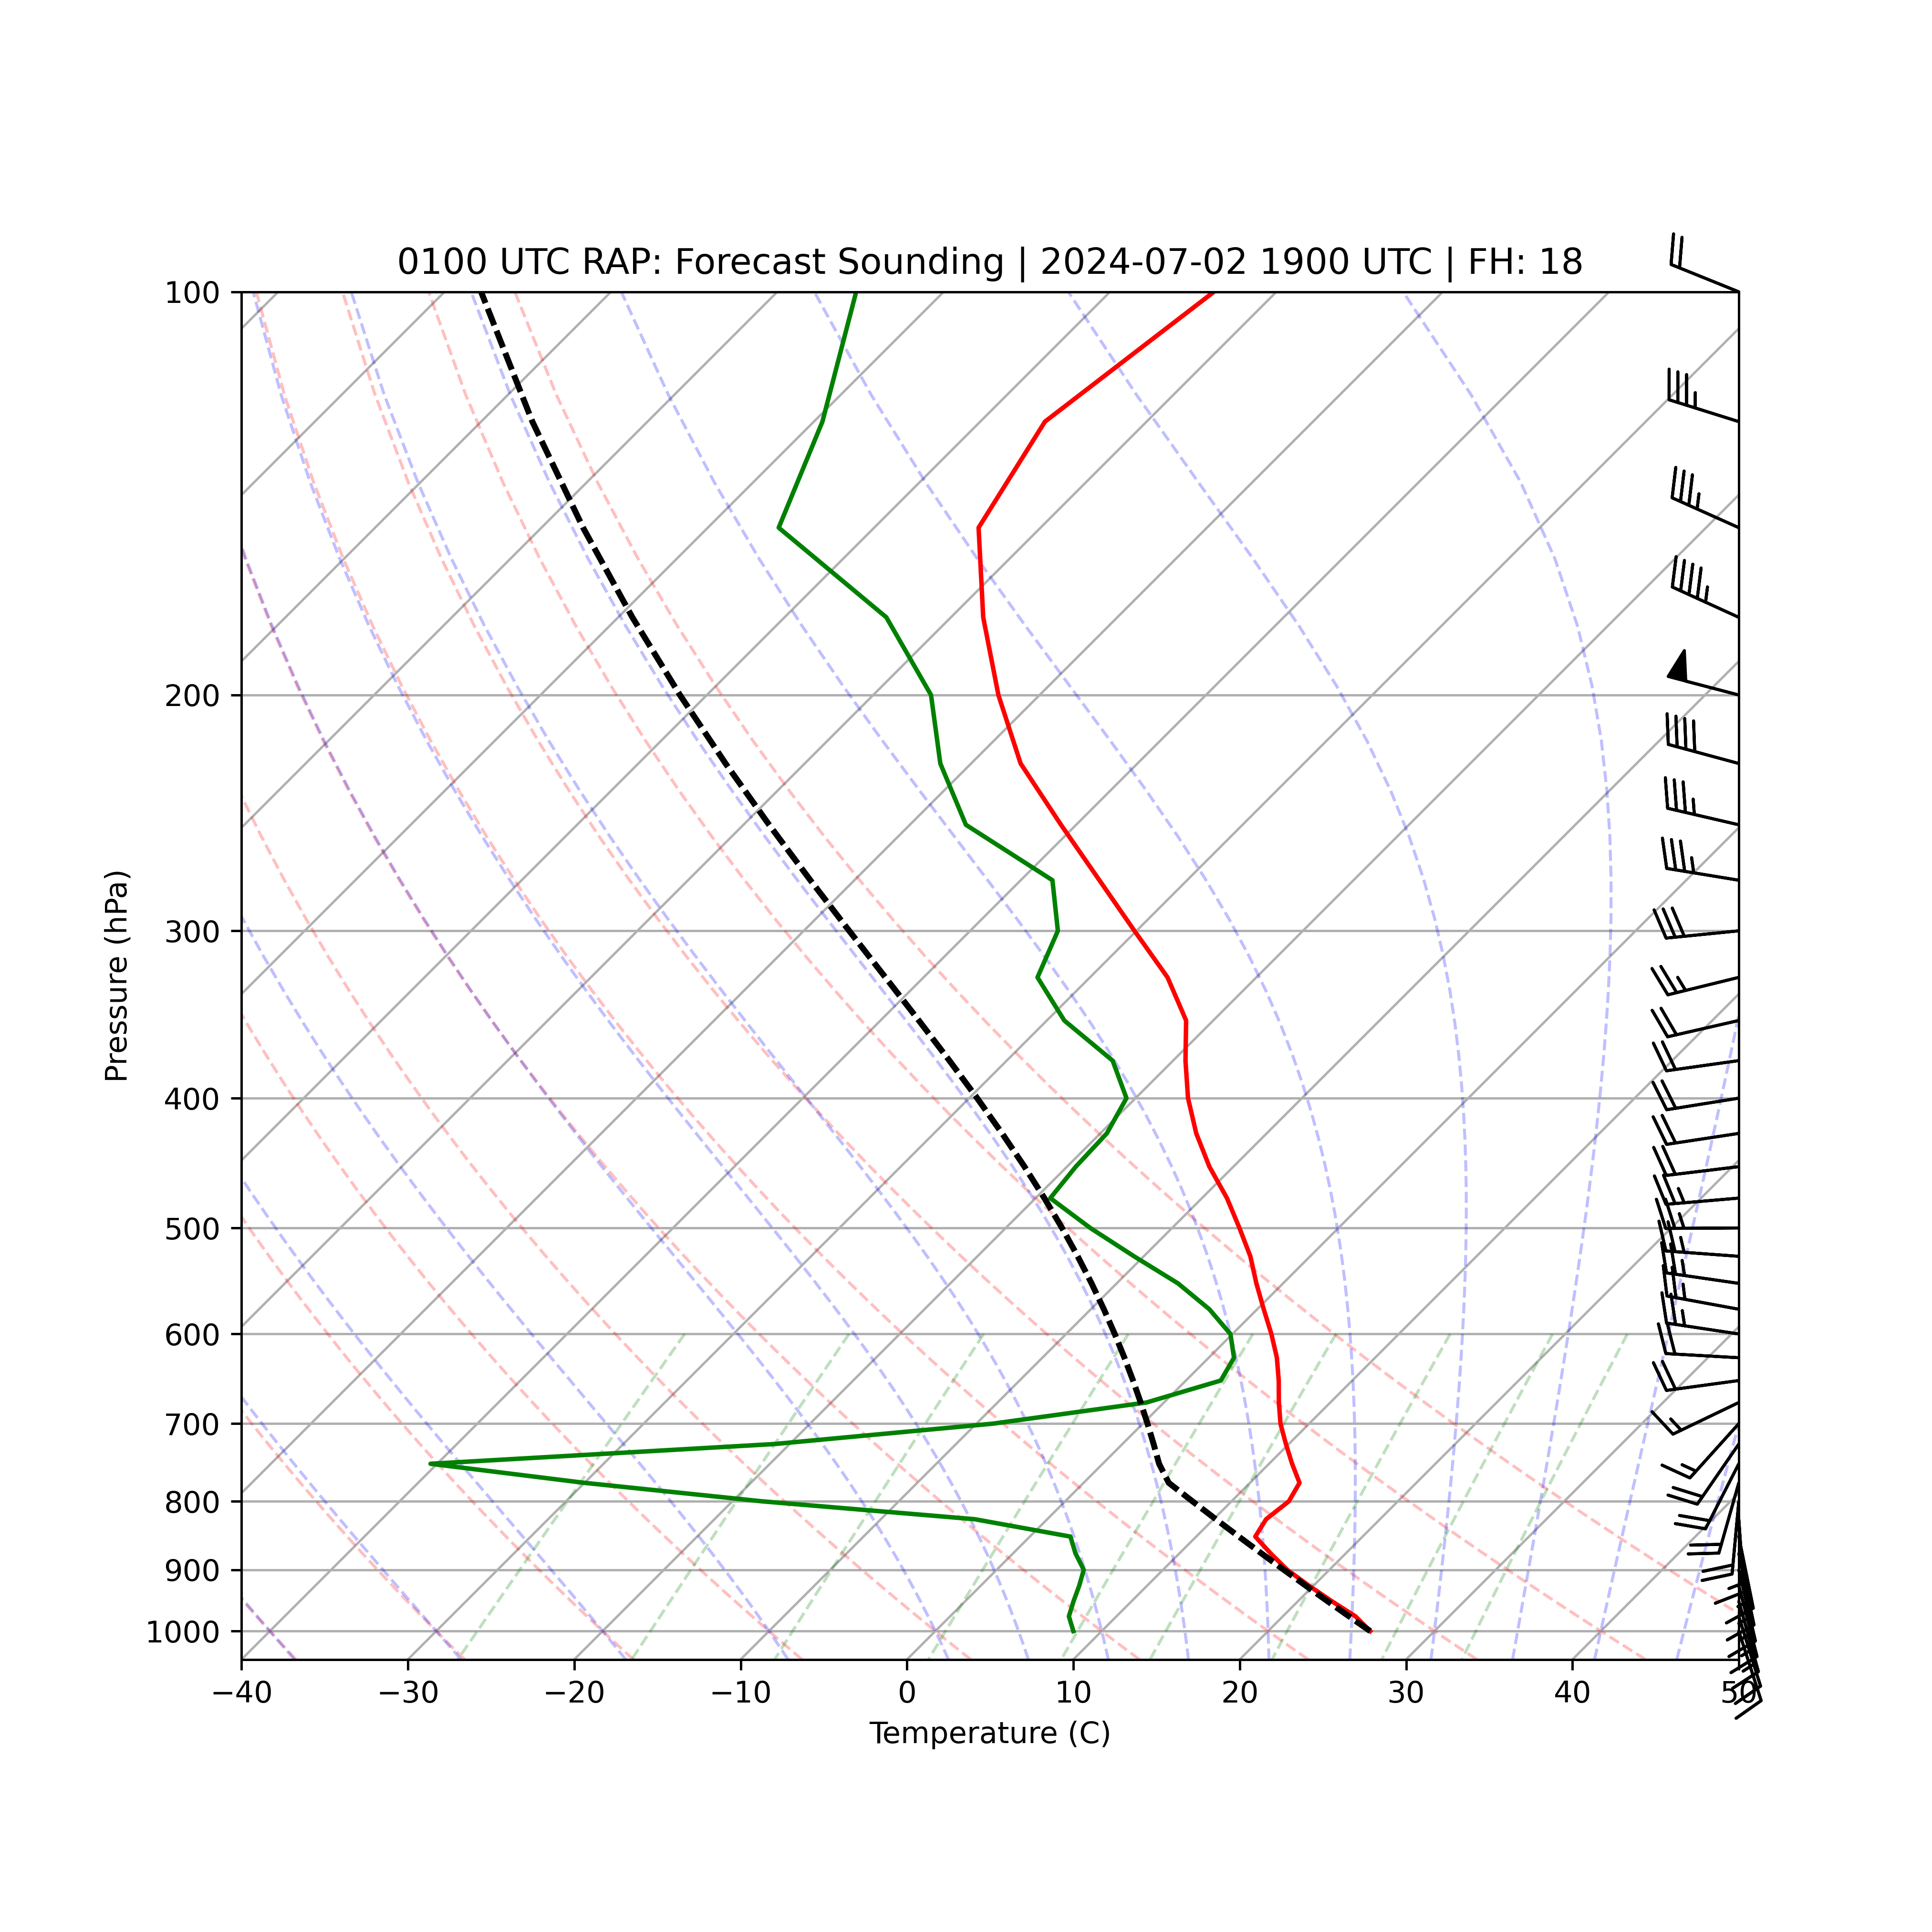 0100 UTC RAP: Forecast Sounding | 2024-07-02 1900 UTC | FH: 18
100
200
300
400
500
600
700
800
900
1000
Pressure (hPa)
−40 −30 −20 −10 0 10 20 30 40 50
Temperature (C)